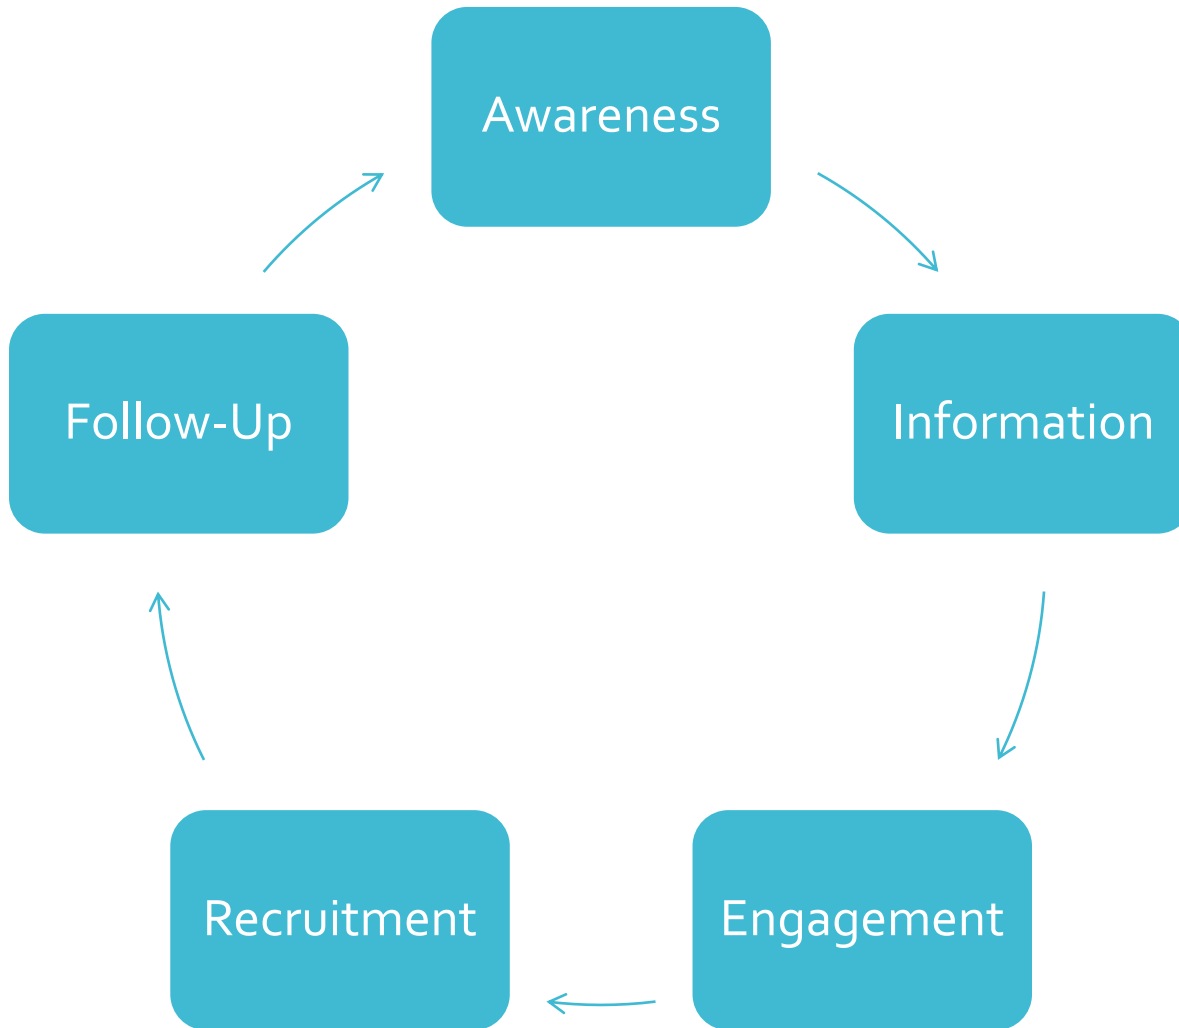 Awareness
Information
Engagement
Recruitment
Follow-Up